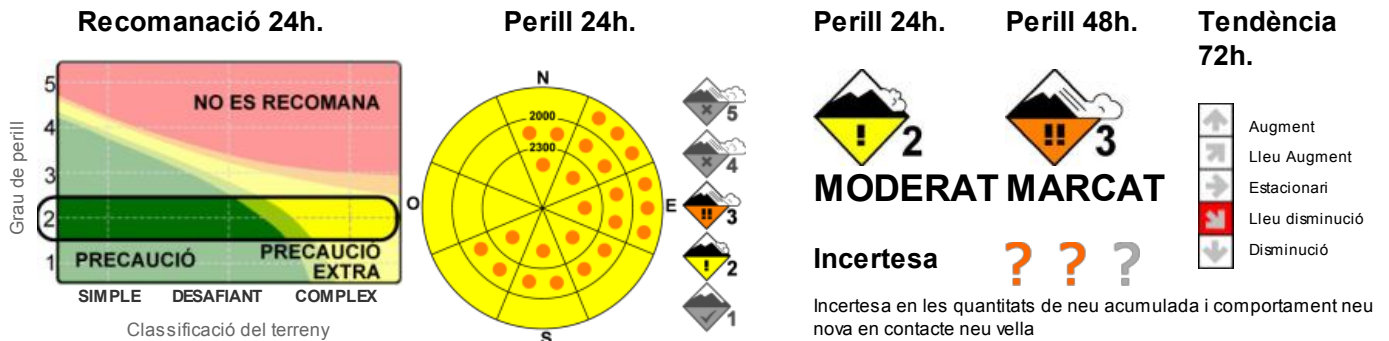 Recomanació 24h.
Perill 24h.
Perill 24h.
Perill 48h.
Tendència
72h.
Grau de perill
5
4
3
2
1
NO ES RECOMANA
PRECAUCIÓ
PRECAUCIÓ
EXTRA
SIMPLE DESAFIANT COMPLEX
Classificació del terreny
N
2000
2300
O
E
S
5
4
!! 3
! 2
1
! 2
MODERAT
!! 3
MARCAT
Augment
Lleu Augment
Estacionari
Lleu disminució
Disminució
Incertesa
? ? ?
Incertesa en les quantitats de neu acumulada i comportament neu
nova en contacte neu vella